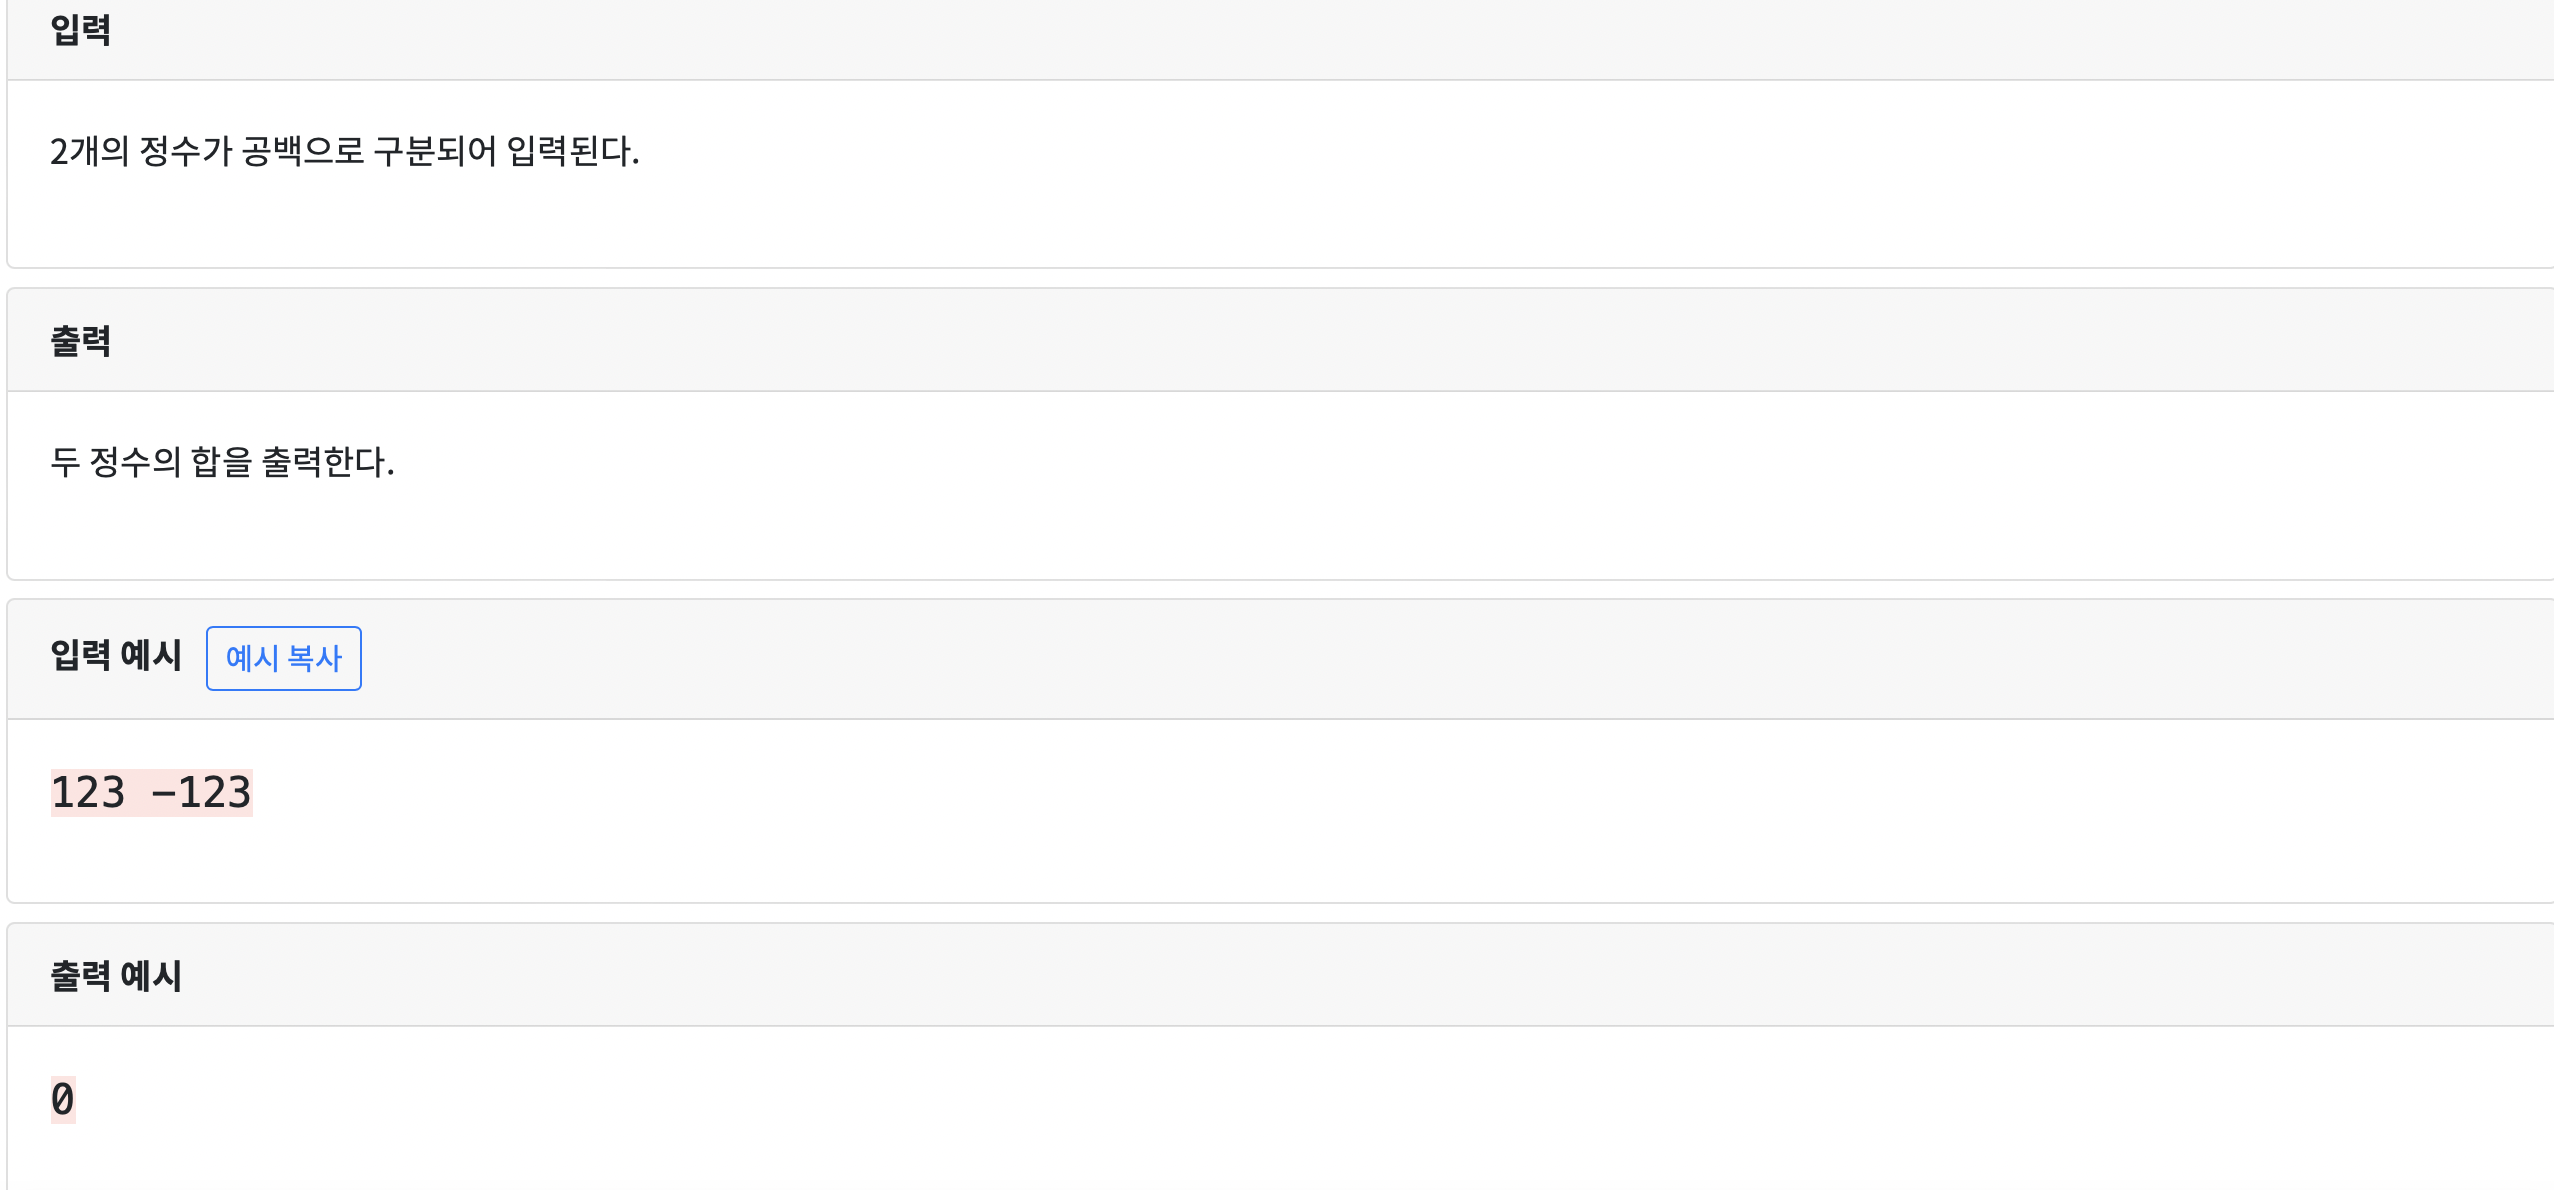 입력
2개의 정수가 공백으로 구분되어 입력된다.
출력
두 정수의 합을 출력한다.
입력 예시 예시 복사
123 -123
출력 예시
0